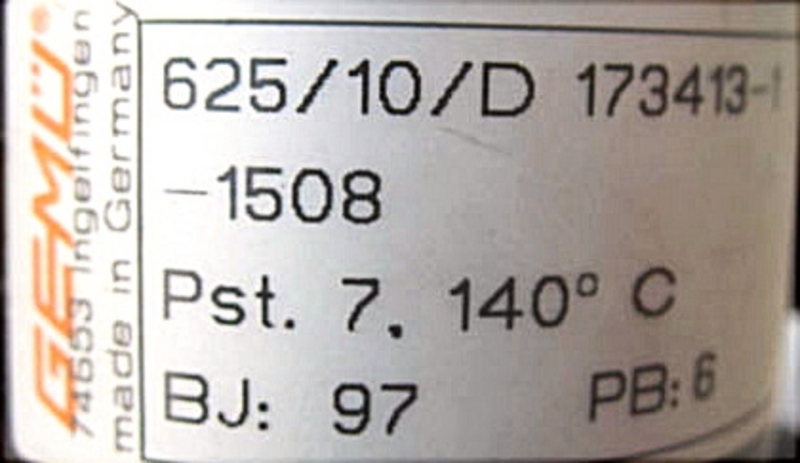 GEMÜ®
74653 Ingelfingen
made in Germany
625/10/D 173413-1
-1508
Pst. 7. 140° C
BJ: 97 PB: 6